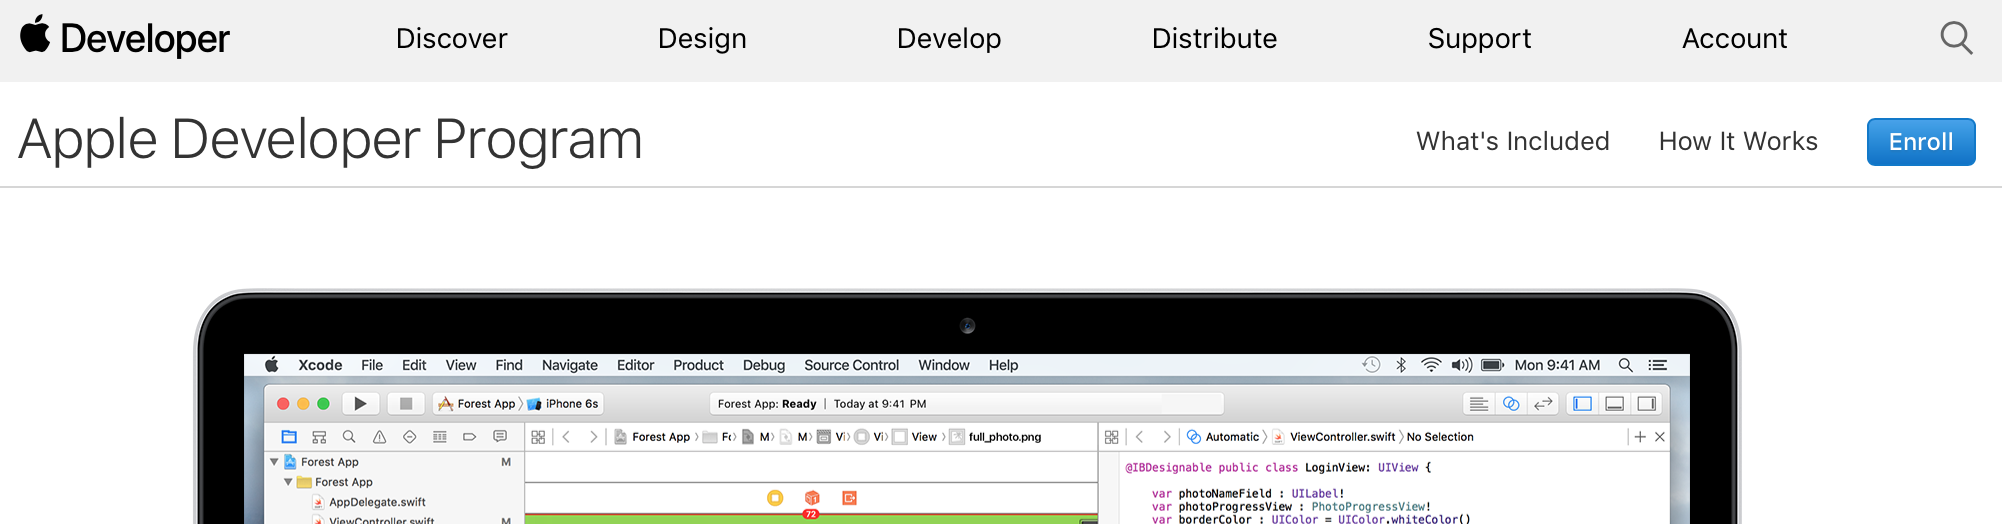 Developer Discover Design Develop Distribute Support Account
Apple Developer Program What's Included How It Works Enroll
Xcode File Edit View Find Navigate Editor Product Debug Source Control Window Help Mon 9:41 AM
Forest App iPhone 6s Forest App: Ready | Today at 9:41 PM
Forest App F M M Vi Vi View full_photo.png Automatic ViewController.swift No Selection
Forest App M
@IBDesignable public class LoginView: UIView {
Forest App
var photoNameField : UILabel!
AppDelegate.swift
var photoProgressView : PhotoProgressView!
72
ViewController.swift M
var borderColor : UIColor = UIColor.whiteColor()